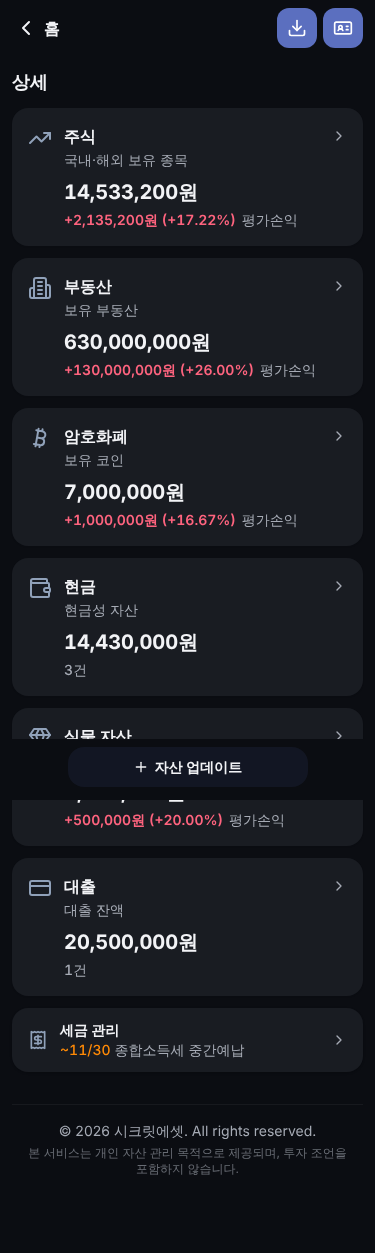 홈
상세
주식
국내·해외 보유 종목
14,533,200원
+2,135,200원 (+17.22%) 평가손익
부동산
보유 부동산
630,000,000원
+130,000,000원 (+26.00%) 평가손익
암호화폐
보유 코인
7,000,000원
+1,000,000원 (+16.67%) 평가손익
현금
현금성 자산
14,430,000원
3건
실물 자산
+ 자산 업데이트
+500,000원 (+20.00%) 평가손익
대출
대출 잔액
20,500,000원
1건
세금 관리
~11/30 종합소득세 중간예납
© 2026 시크릿에셋. All rights reserved.
본 서비스는 개인 자산 관리 목적으로 제공되며, 투자 조언을
포함하지 않습니다.